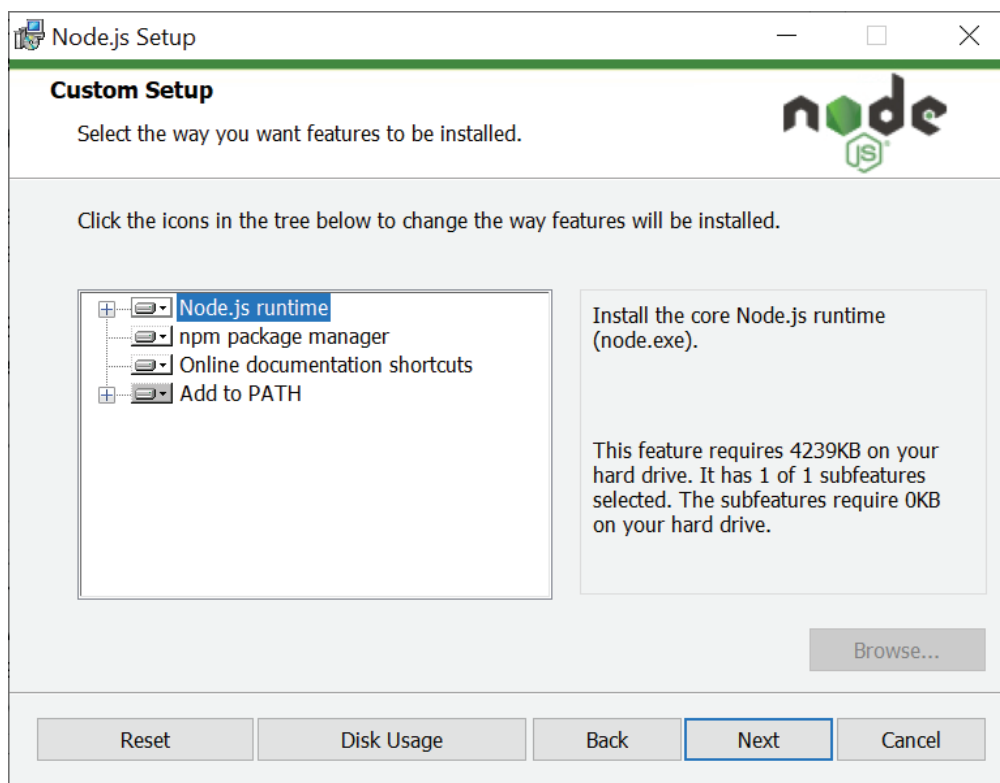 Node.js Setup
Custom Setup
Select the way you want features to be installed.
node
JS
Click the icons in the tree below to change the way features will be installed.
Node.js runtime
npm package manager
Online documentation shortcuts
Add to PATH
Install the core Node.js runtime
(node.exe).
This feature requires 4239KB on your
hard drive. It has 1 of 1 subfeatures
selected. The subfeatures require 0KB
on your hard drive.
Browse...
Reset
Disk Usage
Back
Next
Cancel